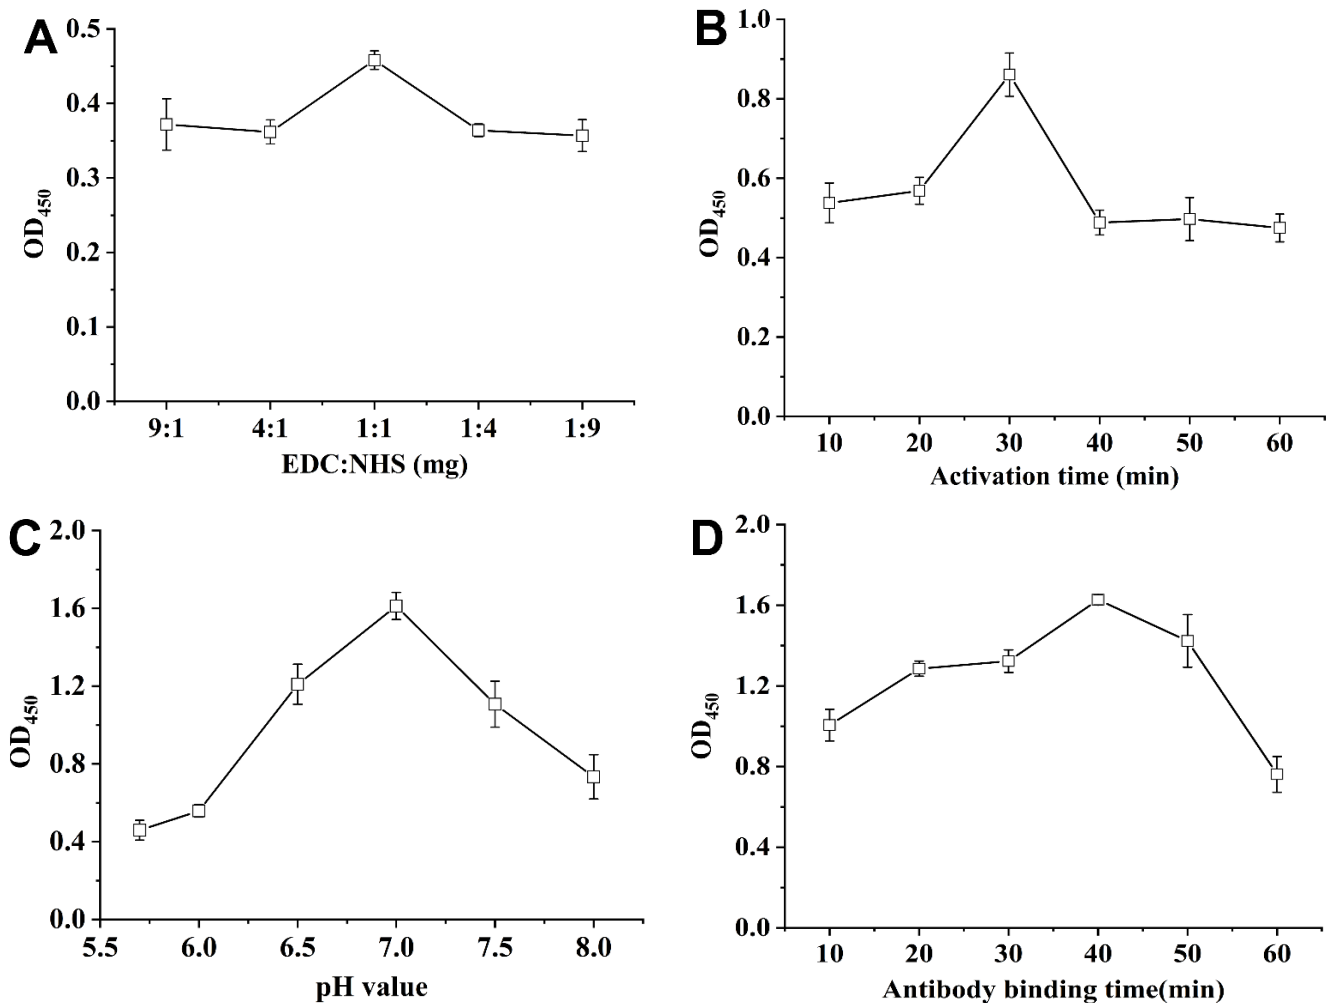 A
0.5
0.4
0.3
0.2
0.1
0.0
OD450
9:1 4:1 1:1 1:4 1:9
EDC:NHS (mg)
B
1.0
0.8
0.6
0.4
0.2
0.0
OD450
10 20 30 40 50 60
Activation time (min)
C
2.0
1.6
1.2
0.8
0.4
0.0
OD450
5.5 6.0 6.5 7.0 7.5 8.0
pH value
D
2.0
1.6
1.2
0.8
0.4
0.0
OD450
10 20 30 40 50 60
Antibody binding time(min)